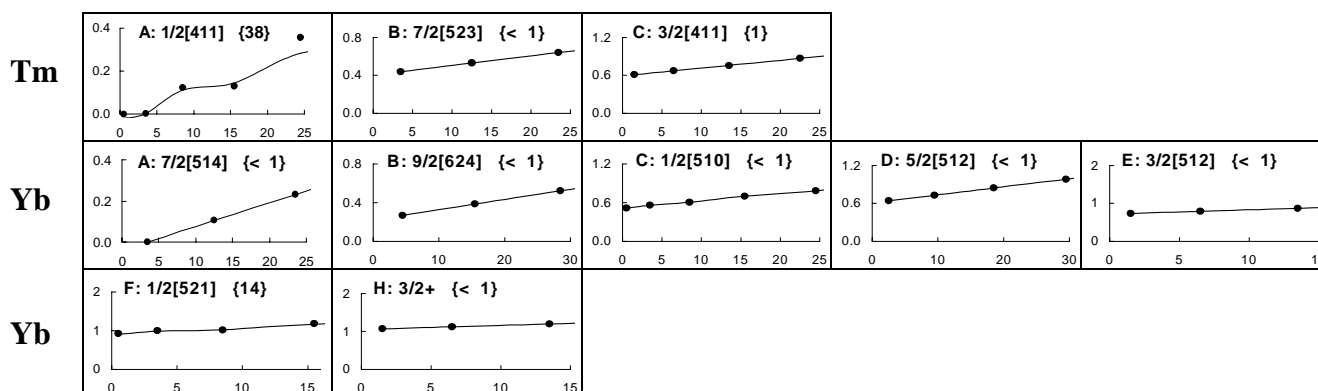 Tm
A: 1/2[411] {38}
0.4
0.2
0.0
0 5 10 15 20 25
B: 7/2[523] {< 1}
0.8
0.4
0.0
0 5 10 15 20 25
C: 3/2[411] {1}
1.2
0.6
0.0
0 5 10 15 20 25
Yb
A: 7/2[514] {< 1}
0.4
0.2
0.0
0 5 10 15 20 25
B: 9/2[624] {< 1}
0.8
0.4
0.0
0 10 20 30
C: 1/2[510] {< 1}
1.2
0.6
0.0
0 5 10 15 20 25
D: 5/2[512] {< 1}
1.2
0.6
0.0
0 10 20 30
E: 3/2[512] {< 1}
2
1
0
0 5 10
Yb
F: 1/2[521] {14}
2
1
0
0 5 10 15
H: 3/2+ {< 1}
2
1
0
0 5 10 15